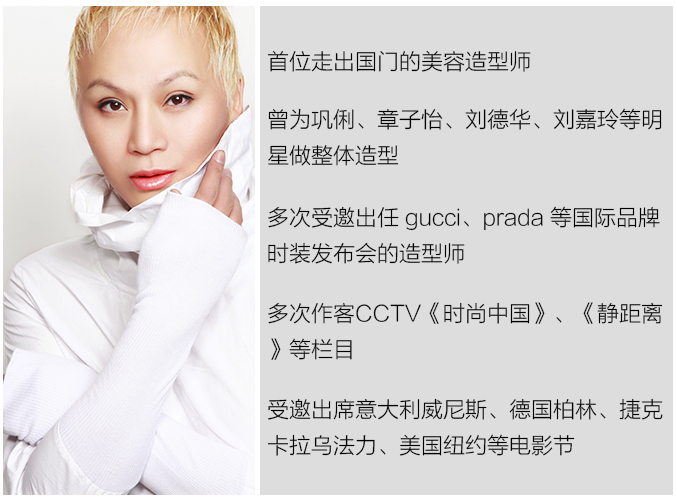 首位走出国门的美容造型师
曾为巩俐、章子怡、刘德华、刘嘉玲等明
星做整体造型
多次受邀出任 gucci、prada 等国际品牌
时装发布会的造型师
多次作客CCTV《时尚中国》、《静距离
》等栏目
受邀出席意大利威尼斯、德国柏林、捷克
卡拉乌法力、美国纽约等电影节